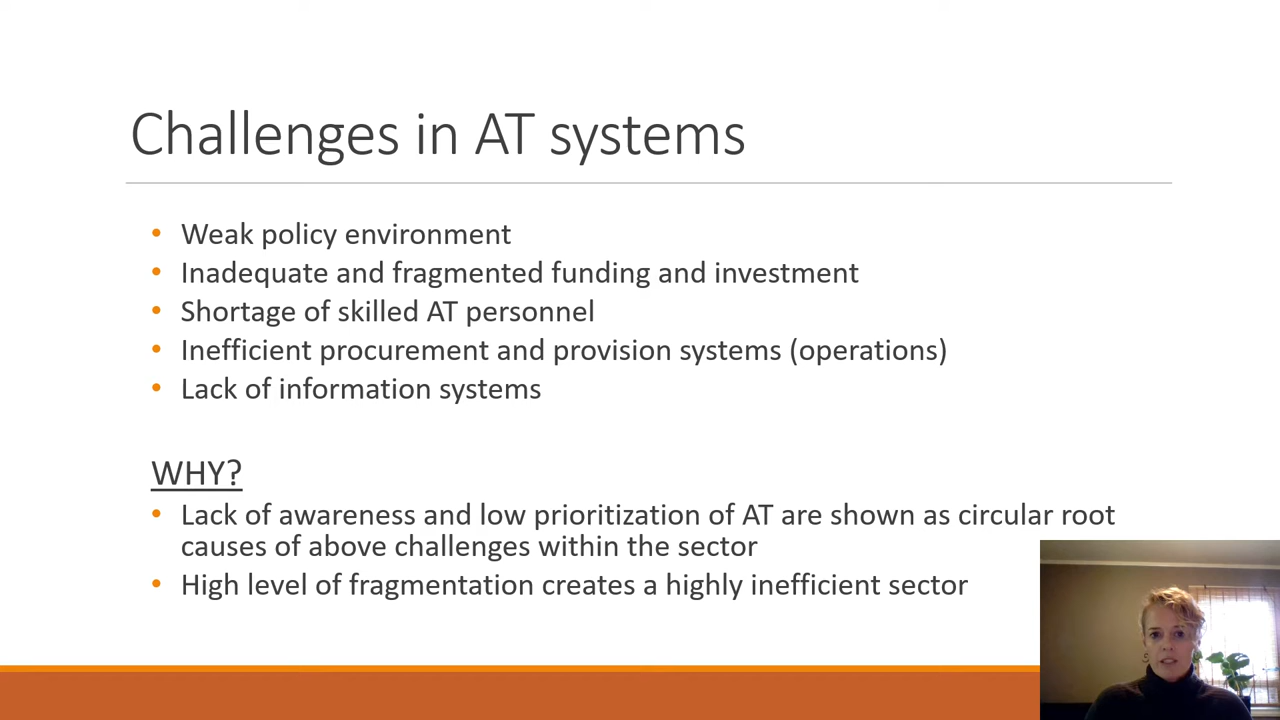 Challenges in AT systems
• Weak policy environment
• Inadequate and fragmented funding and investment
• Shortage of skilled AT personnel
• Inefficient procurement and provision systems (operations)
• Lack of information systems
WHY?
• Lack of awareness and low prioritization of AT are shown as circular root
causes of above challenges within the sector
• High level of fragmentation creates a highly inefficient sector